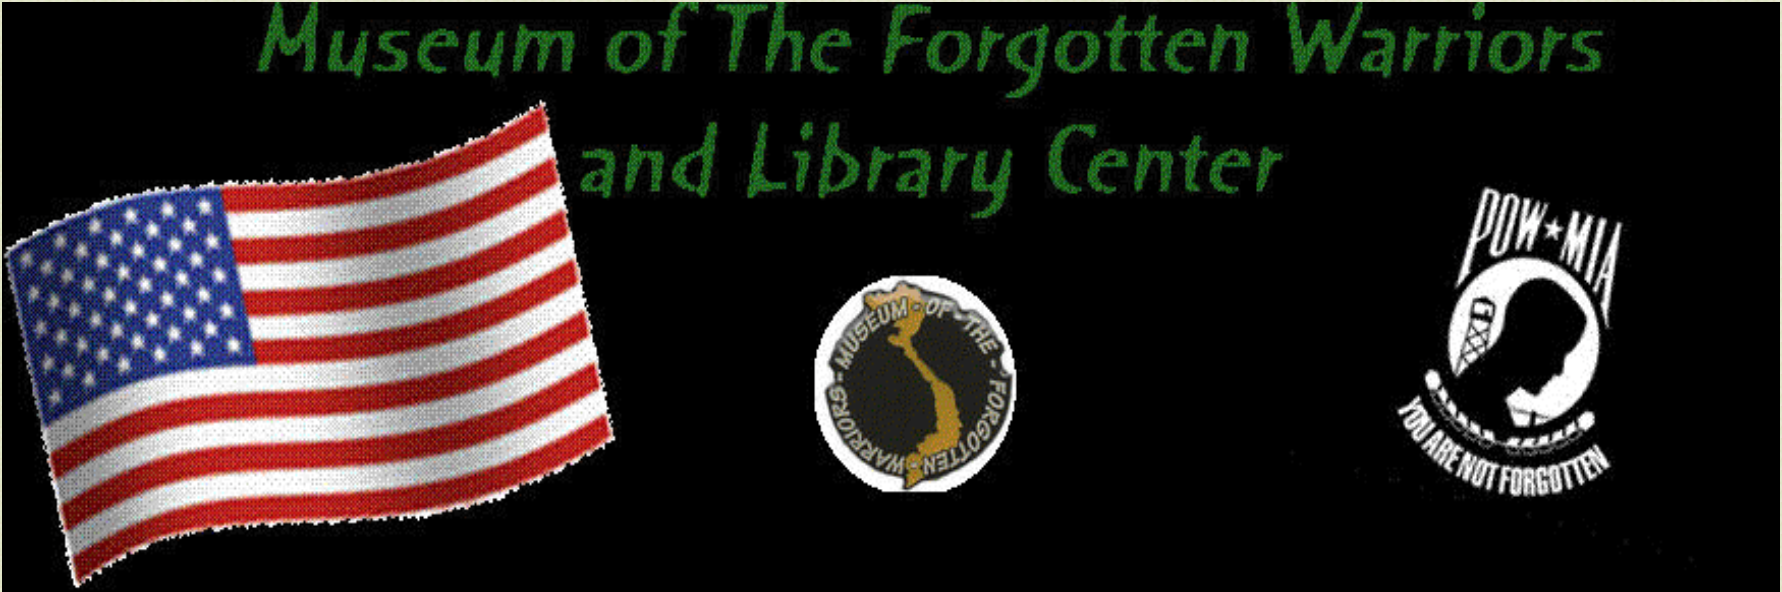 Museum of The Forgotten Warriors
and Library Center
MUSEUM - OF - THE - FORGOTTEN - WARRIORS -
POW★MIA
YOU ARE NOT FORGOTTEN